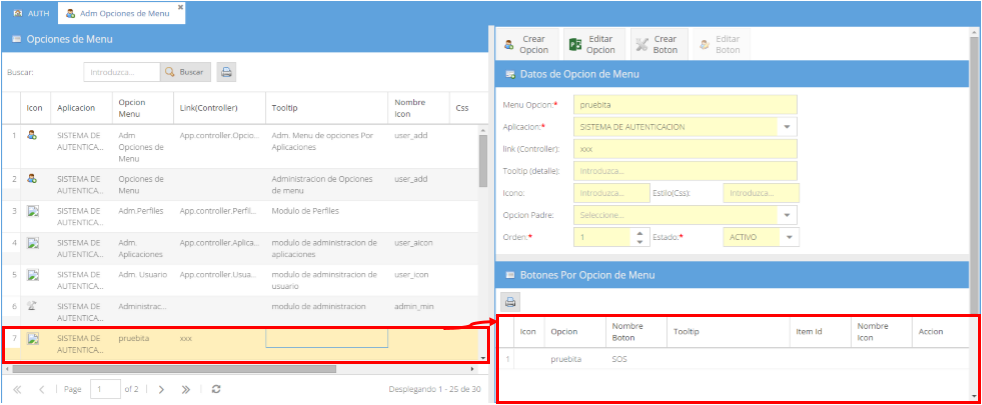 AUTH
Adm Opciones de Menu
Opciones de Menu
Buscar:
Introduzca...
Buscar
Icon Aplicacion Opcion Menu Link(Controller) Tooltip Nombre Icon Css
1 SISTEMA DE AUTENTICA... Adm Opciones de Menu App.controller.Opcio... Adm. Menu de opciones Por Aplicaciones user_add
2 SISTEMA DE AUTENTICA... Opciones de Menu Administracion de Opciones de menu user_add
3 SISTEMA DE AUTENTICA... Adm.Perfiles App.controller.Perfil... Modulo de Perfiles
4 SISTEMA DE AUTENTICA... Adm. Aplicaciones App.controller.Aplica... modulo de administracion de aplicaciones user_aicon
5 SISTEMA DE AUTENTICA... Adm. Usuario App.controller.Usua... modulo de adminsitracion de usuario user_icon
6 SISTEMA DE AUTENTICA... Administrac... modulo de administracion admin_min
7 SISTEMA DE AUTENTICA... pruebita xxx
Page 1 of 2
Desplegando 1 - 25 de 30
Crear Opcion
Editar Opcion
Crear Boton
Editar Boton
Datos de Opcion de Menu
Menu Opcion:* pruebita
Aplicacion:* SISTEMA DE AUTENTICACION
link (Controller): xxx
Tooltip (detalle): Introduzca...
Icono: Introduzca... Estilo(Css): Introduzca...
Opcion Padre: Seleccione...
Orden:* 1 Estado:* ACTIVO
Botones Por Opcion de Menu
Icon Opcion Nombre Boton Tooltip Item Id Nombre Icon Accion
1 pruebita SOS